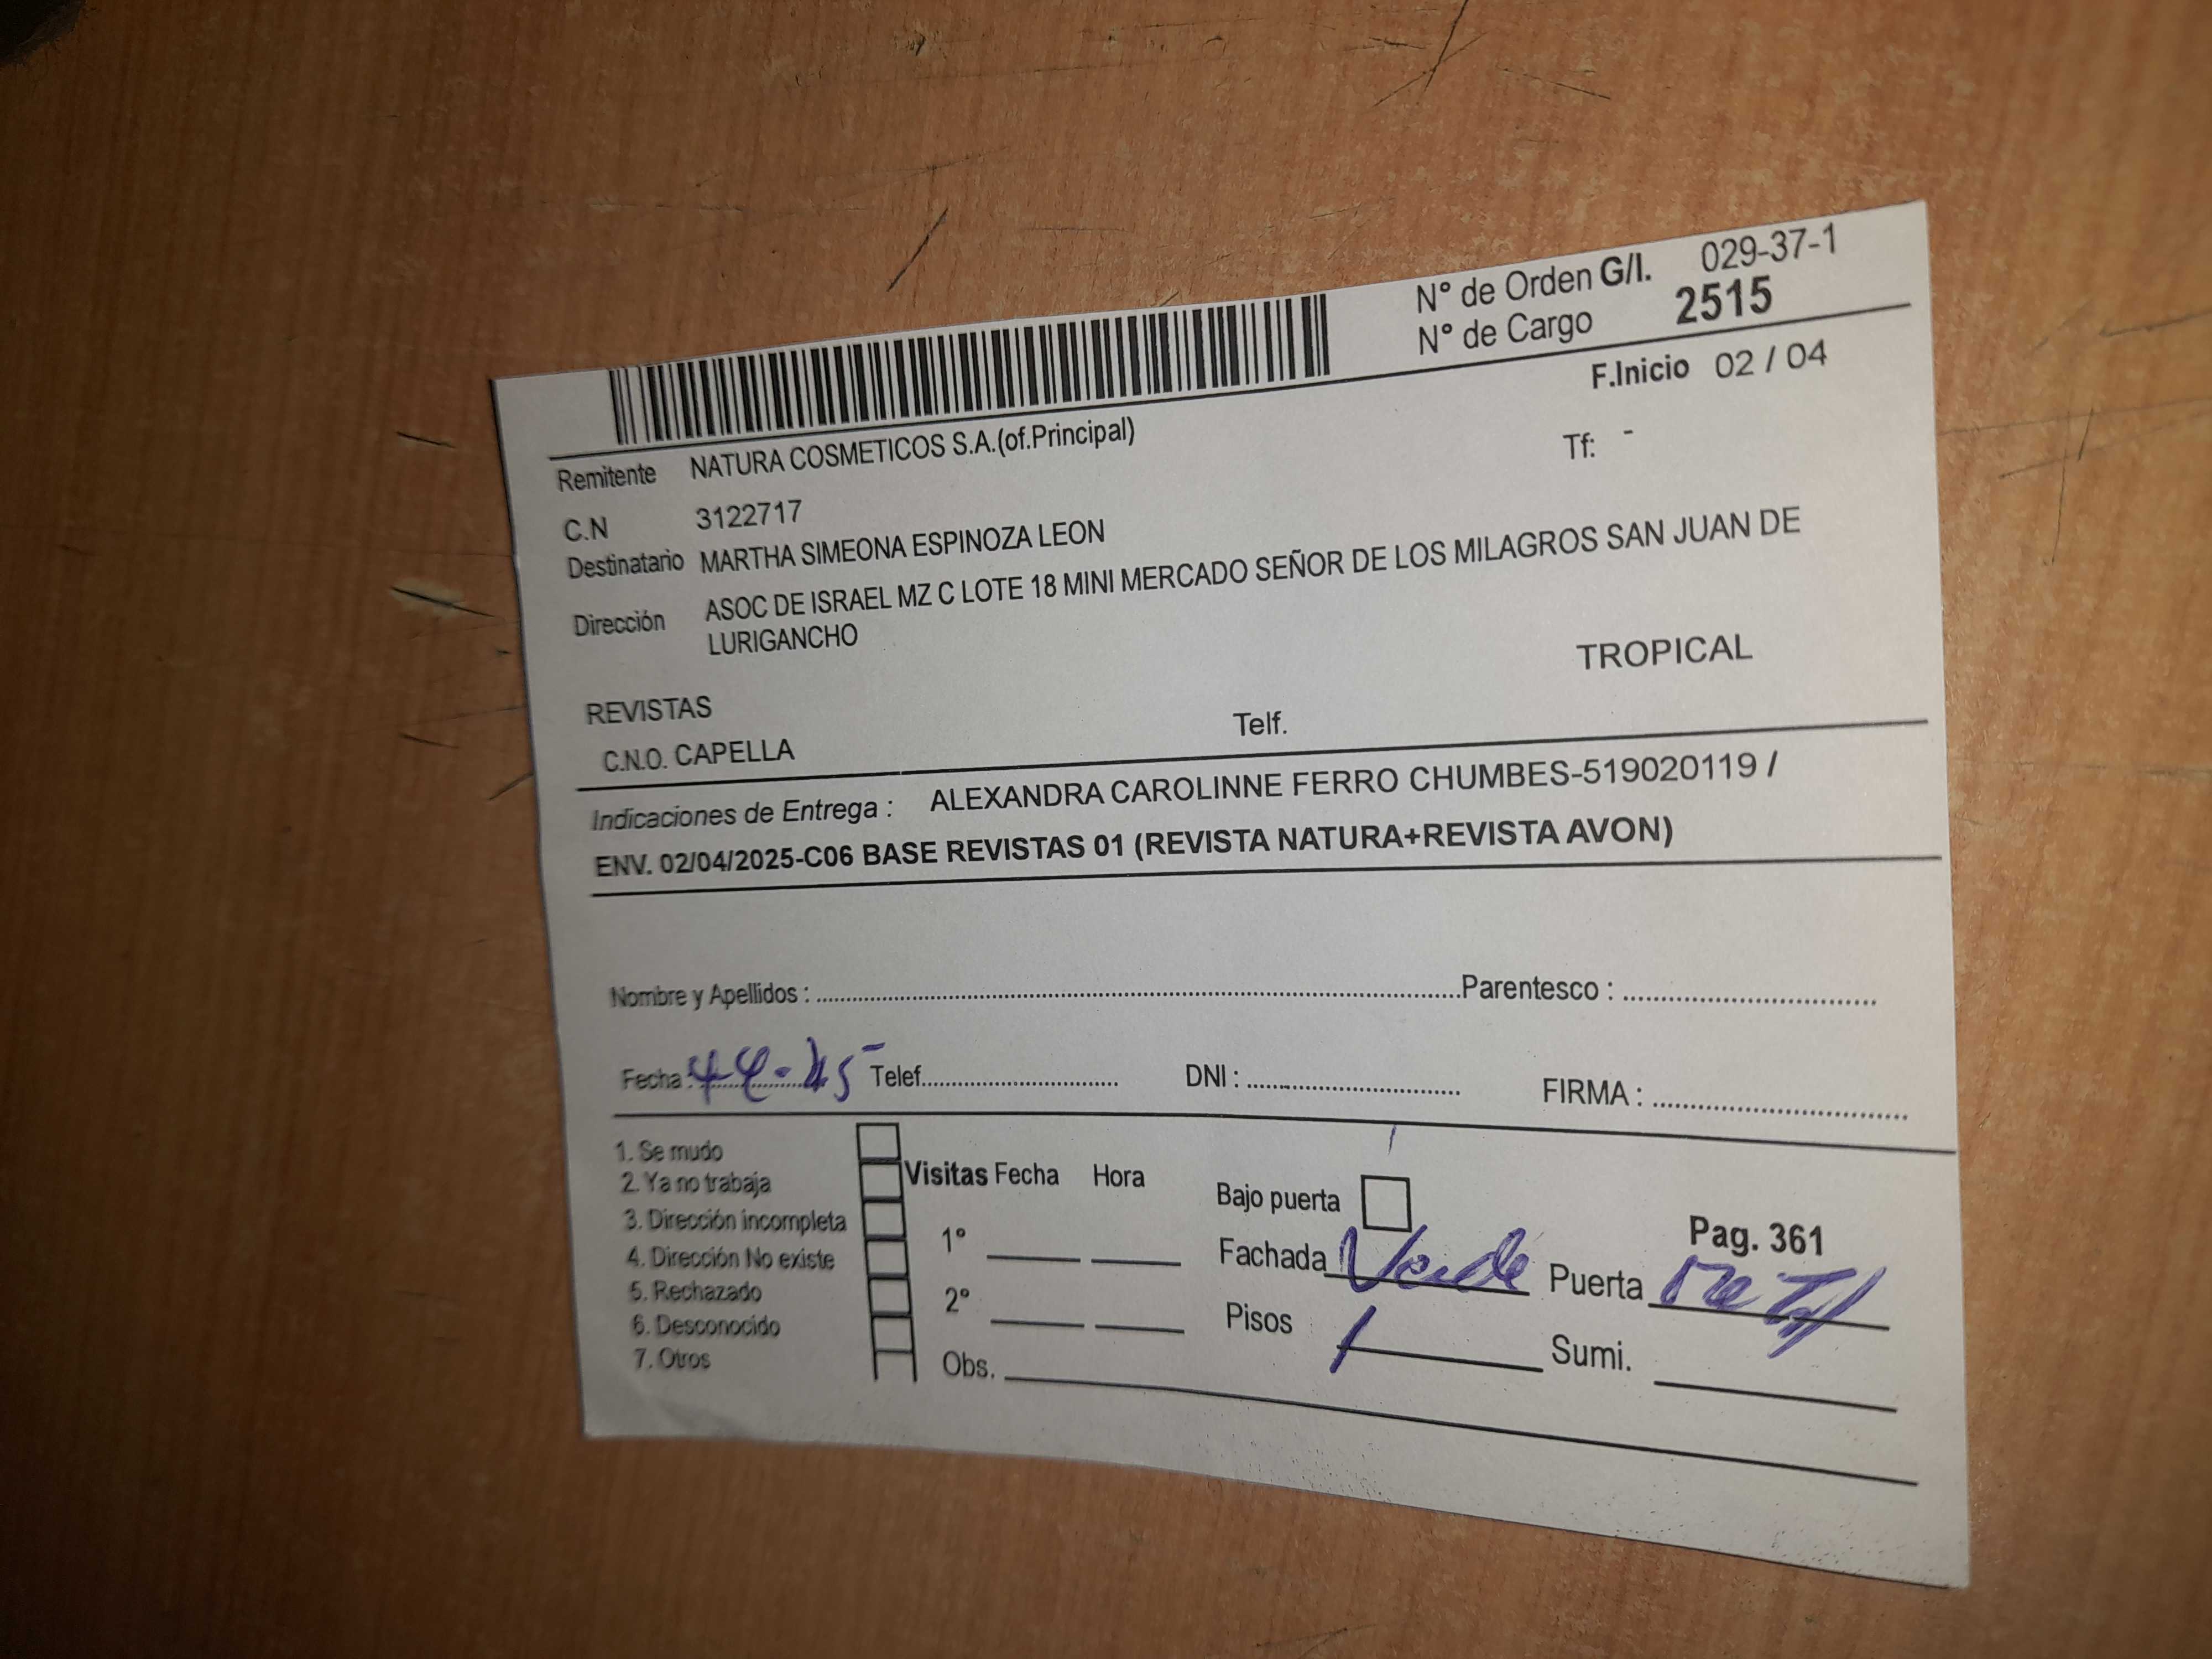 Nº de Orden G/I. 029-37-1
Nº de Cargo 2515
F.Inicio 02 / 04
Remitente NATURA COSMETICOS S.A.(of.Principal)
Tf: -
C.N 3122717
Destinatario MARTHA SIMEONA ESPINOZA LEON
Dirección ASOC DE ISRAEL MZ C LOTE 18 MINI MERCADO SEÑOR DE LOS MILAGROS SAN JUAN DE
LURIGANCHO
TROPICAL
REVISTAS
C.N.O. CAPELLA Telf.
Indicaciones de Entrega : ALEXANDRA CAROLINNE FERRO CHUMBES-519020119 /
ENV. 02/04/2025-C06 BASE REVISTAS 01 (REVISTA NATURA+REVISTA AVON)
Nombre y Apellidos : Parentesco :
Fecha : Telef. DNI : FIRMA :
1. Se mudo
2. Ya no trabaja
3. Dirección incompleta
4. Dirección No existe
5. Rechazado
6. Desconocido
7. Otros
Visitas Fecha Hora
1º
2º
Obs.
Bajo puerta
Pag. 361
Fachada Verde Puerta Metal
Pisos 1 Sumi.